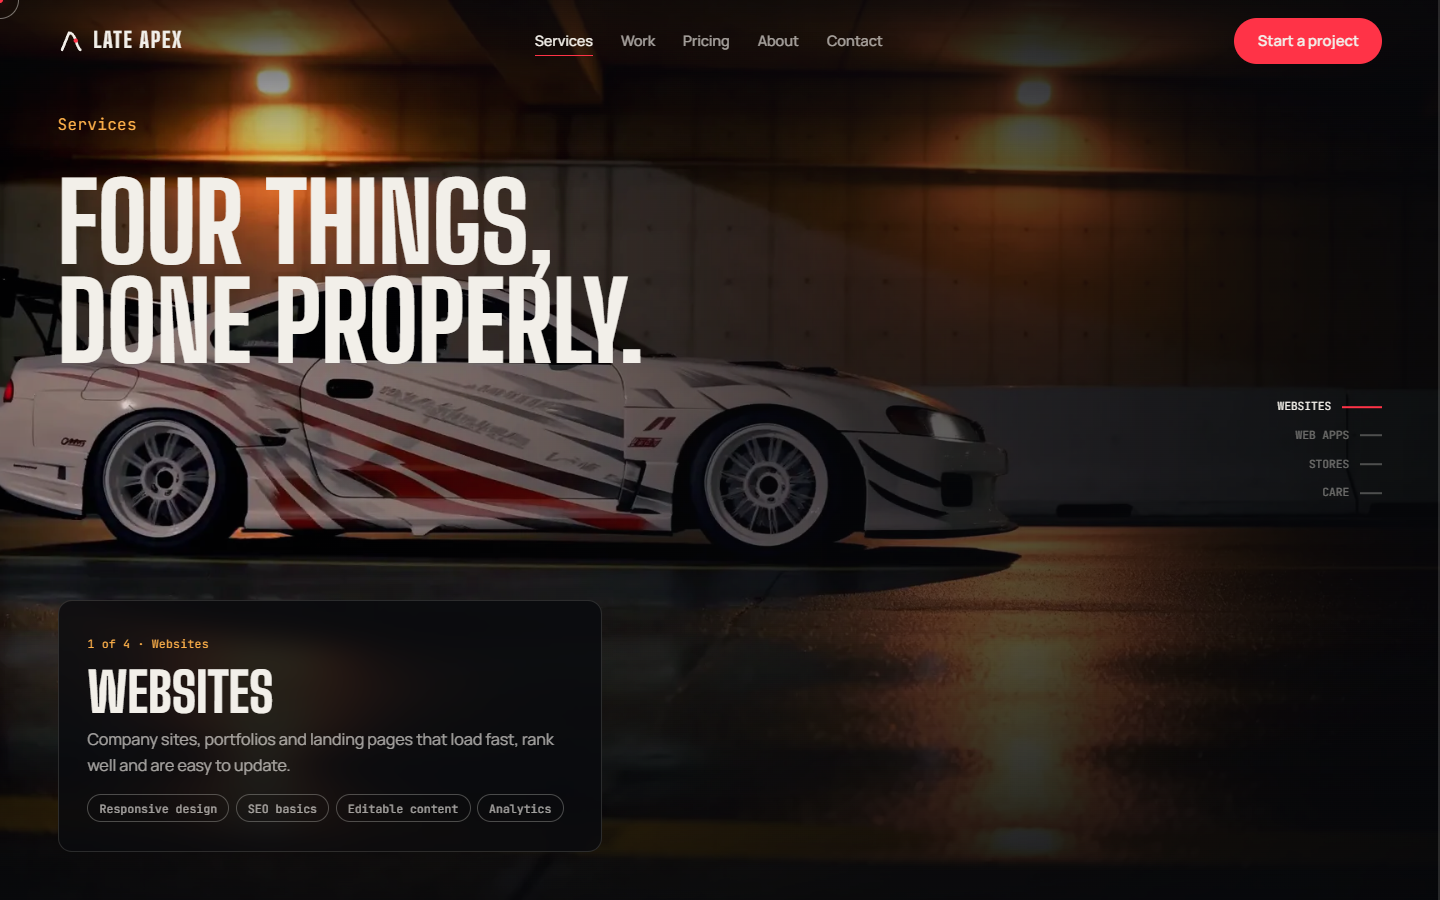 LATE APEX
Services
Work
Pricing
About
Contact
Start a project
Services
FOUR THINGS,
DONE PROPERLY.
WEBSITES
WEB APPS
STORES
CARE
1 of 4 · Websites
WEBSITES
Company sites, portfolios and landing pages that load fast, rank
well and are easy to update.
Responsive design
SEO basics
Editable content
Analytics